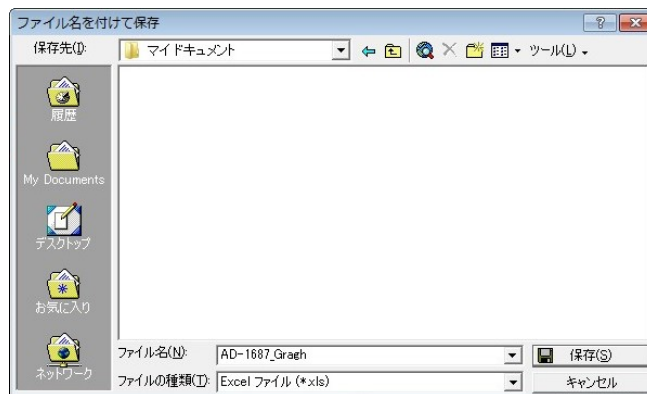 ファイル名を付けて保存
保存先(I):
マイ ドキュメント
ツール(L)
履歴
My Documents
デスクトップ
お気に入り
ネットワーク
ファイル名(N):
AD-1687_Gragh
保存(S)
ファイルの種類(T):
Excel ファイル (*.xls)
キャンセル